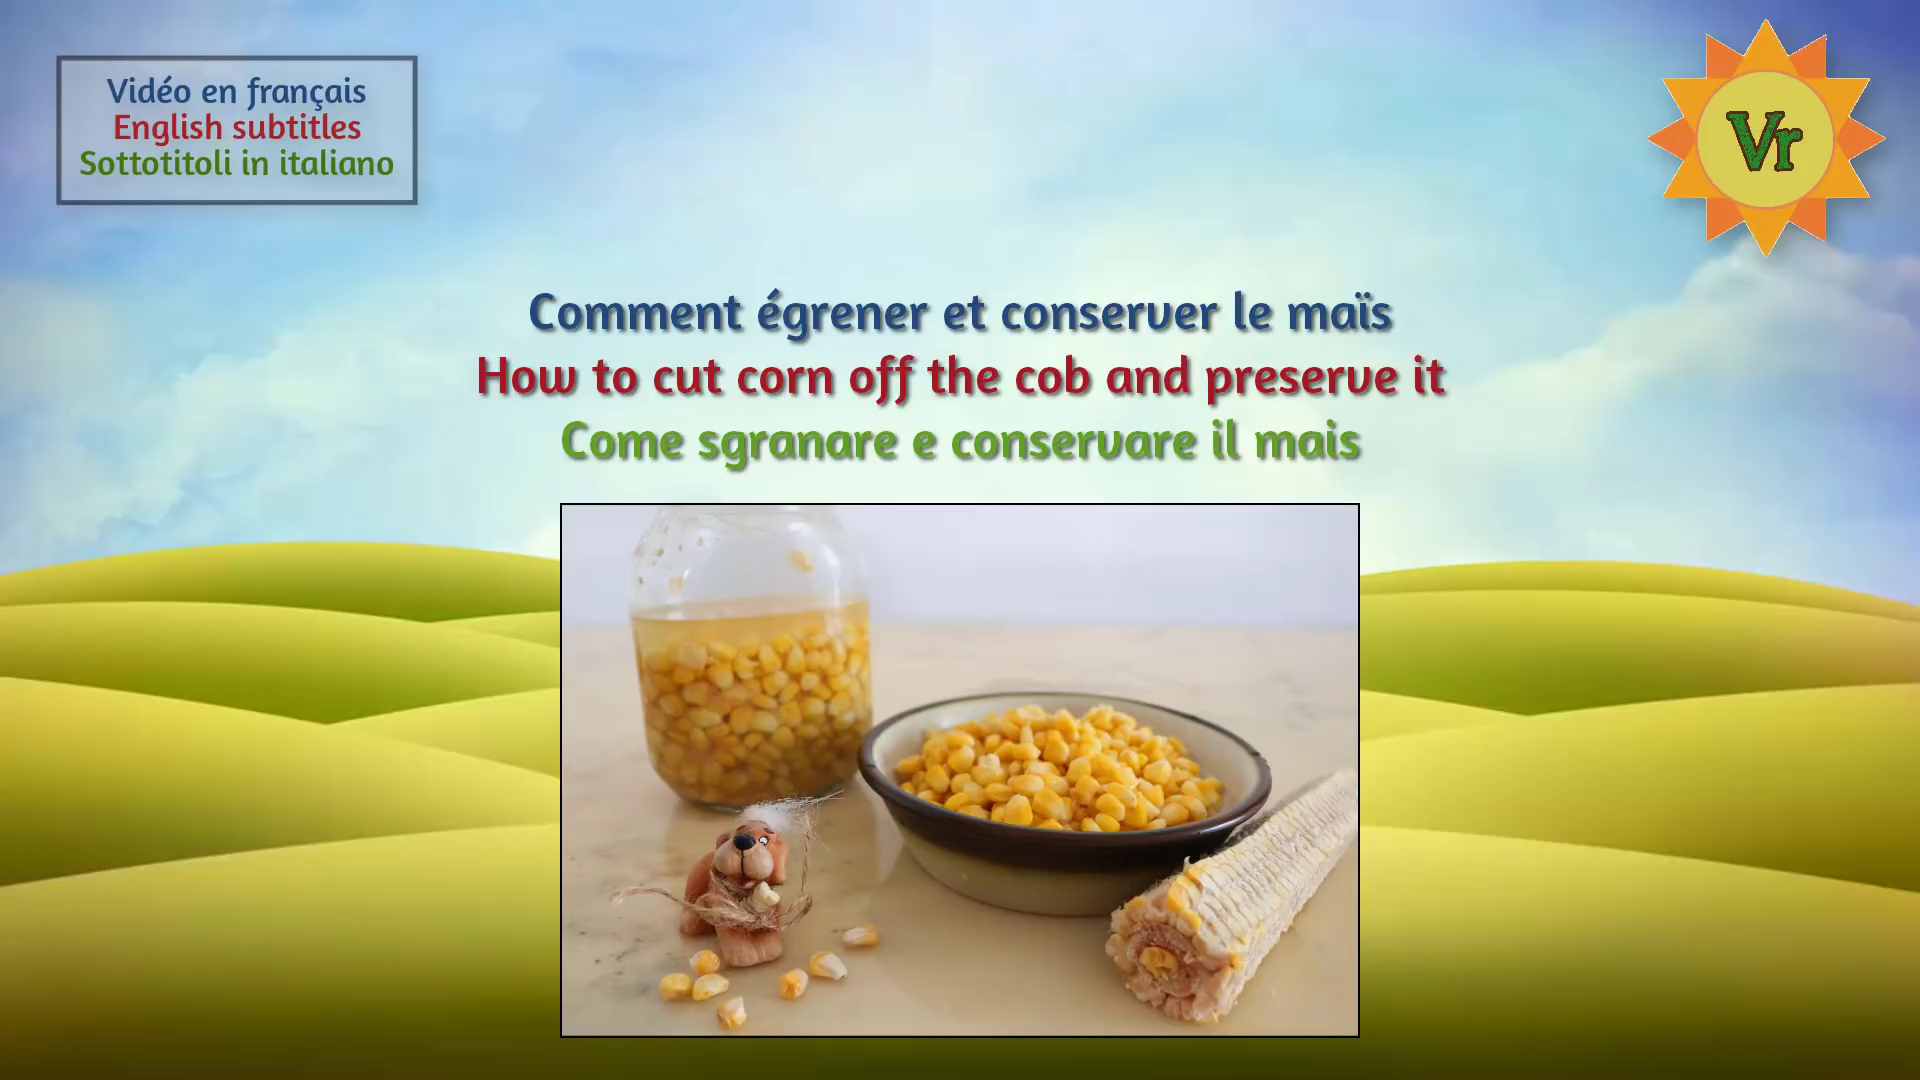 Vidéo en français
English subtitles
Sottotitoli in italiano
Vr
Comment égrener et conserver le maïs
How to cut corn off the cob and preserve it
Come sgranare e conservare il mais